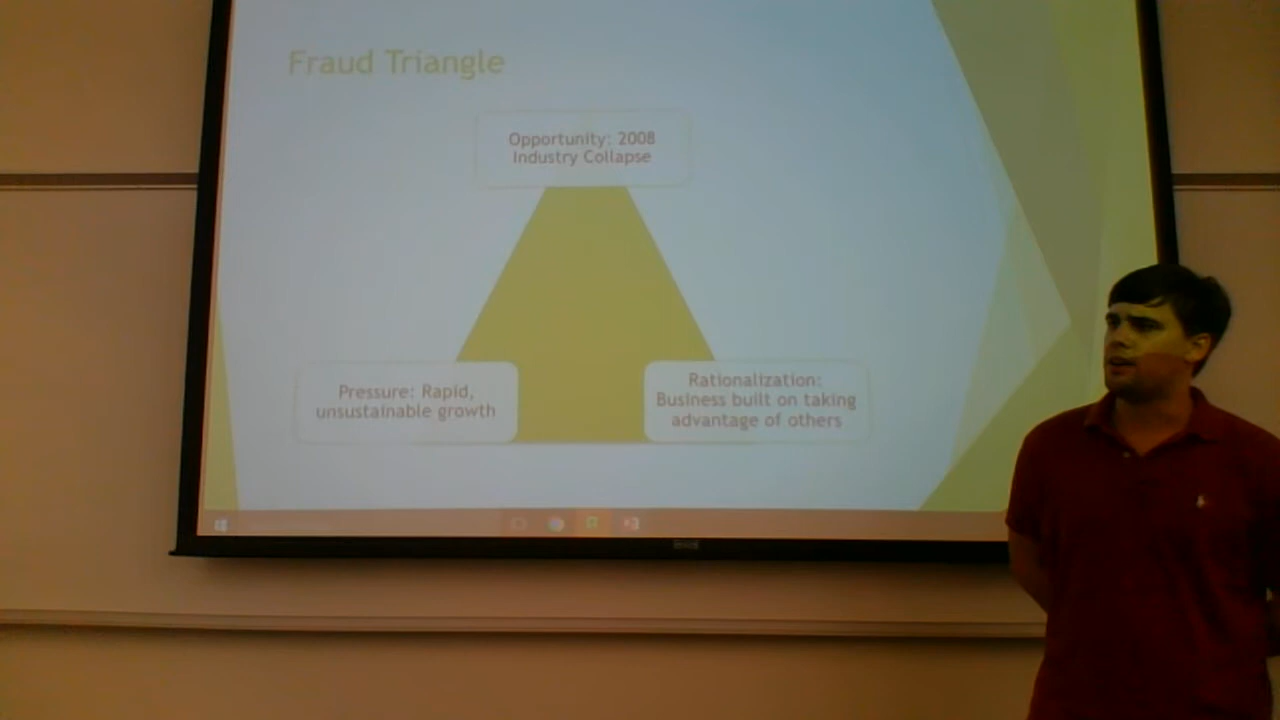 Fraud Triangle
Opportunity: 2008
Industry Collapse
Pressure: Rapid,
unsustainable growth
Rationalization:
Business built on taking
advantage of others